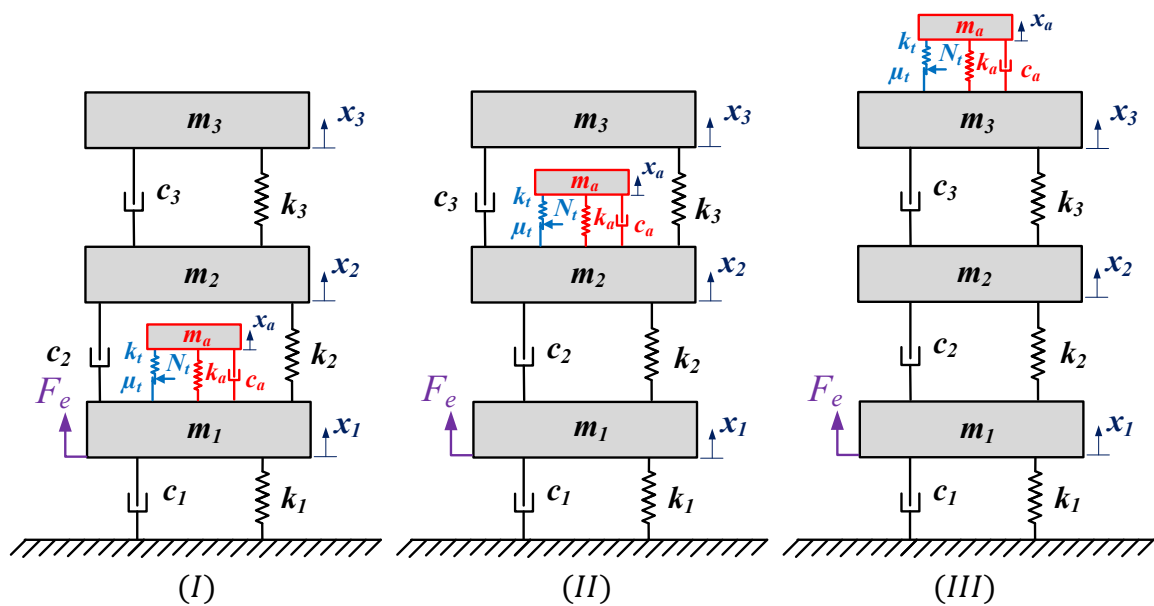 m₃ x₃
c₃ k₃
m₂ x₂
mₐ xₐ
kₜ Nₜ kₐ cₐ
μₜ
c₂ k₂
Fₑ
m₁ x₁
c₁ k₁
(I)
m₃ x₃
mₐ xₐ
c₃ kₜ Nₜ kₐ cₐ k₃
μₜ
m₂ x₂
c₂ k₂
Fₑ
m₁ x₁
c₁ k₁
(II)
mₐ xₐ
kₜ Nₜ kₐ cₐ
μₜ
m₃ x₃
c₃ k₃
m₂ x₂
c₂ k₂
Fₑ
m₁ x₁
c₁ k₁
(III)